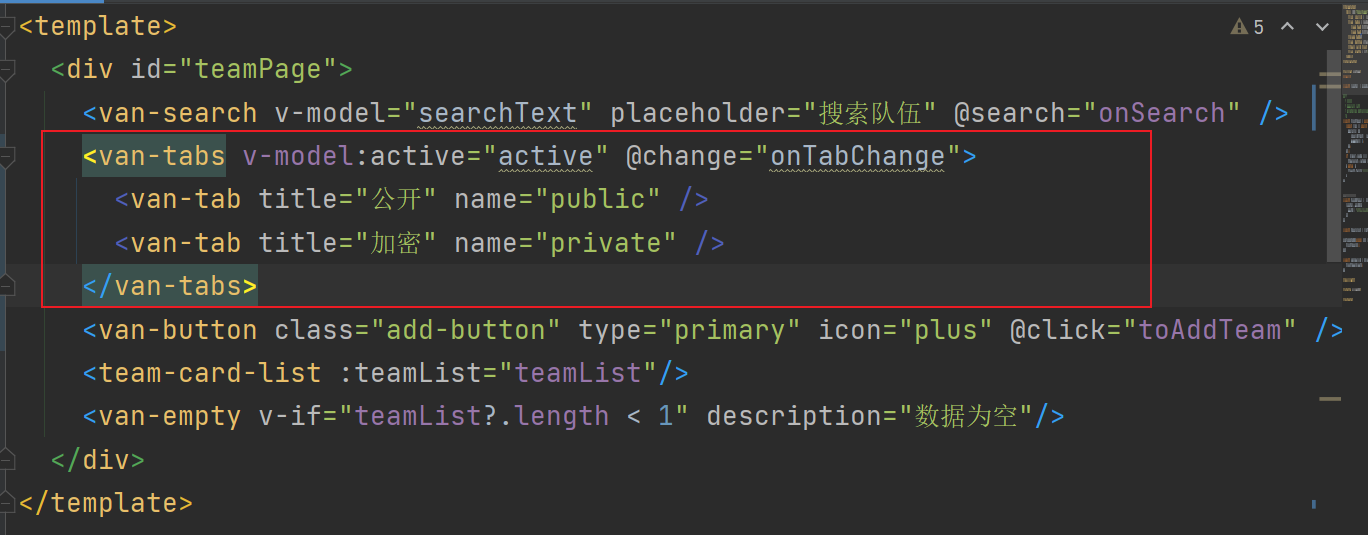 <template>
5
<div id="teamPage">
<van-search v-model="searchText" placeholder="搜索队伍" @search="onSearch" />
<van-tabs v-model:active="active" @change="onTabChange">
<van-tab title="公开" name="public" />
<van-tab title="加密" name="private" />
</van-tabs>
<van-button class="add-button" type="primary" icon="plus" @click="toAddTeam" />
<team-card-list :teamList="teamList"/>
<van-empty v-if="teamList?.length < 1" description="数据为空"/>
</div>
</template>